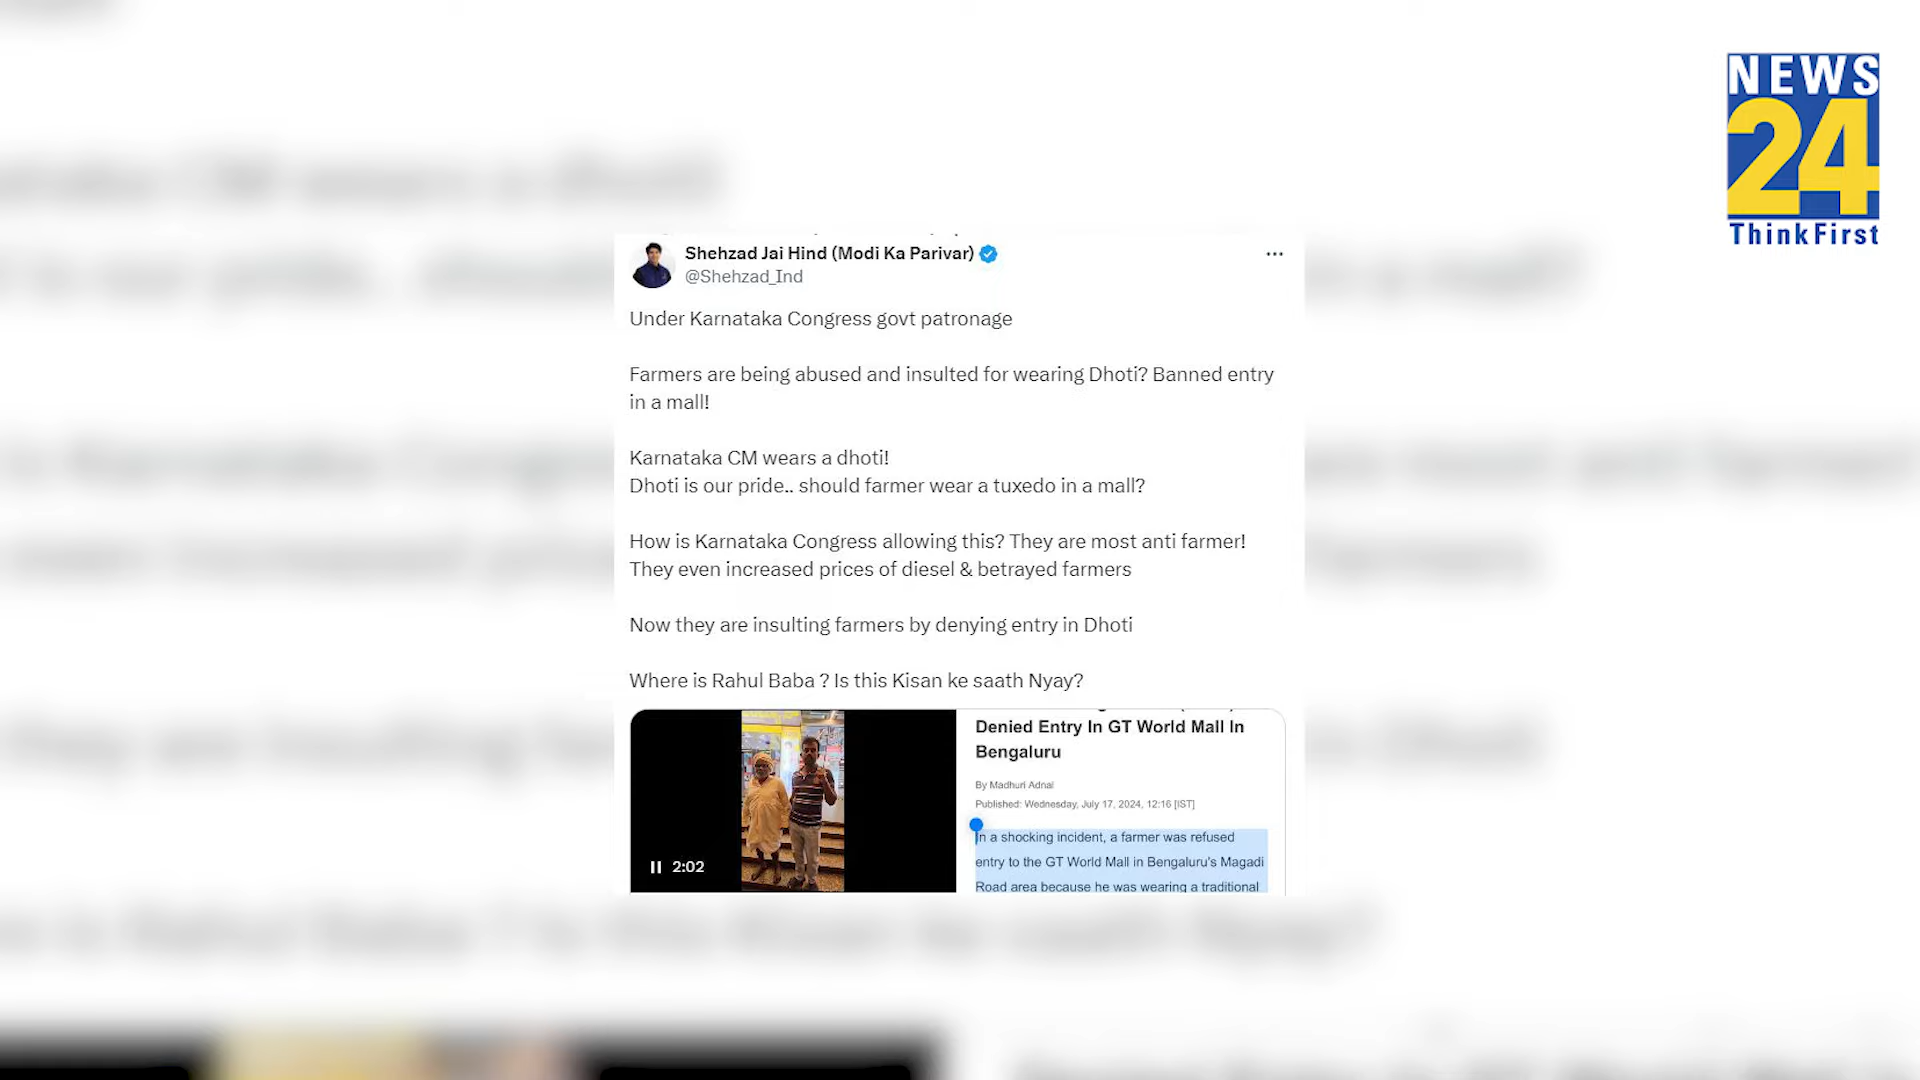 NEWS
24
ThinkFirst
Shehzad Jai Hind (Modi Ka Parivar)
@Shehzad_Ind
Under Karnataka Congress govt patronage
Farmers are being abused and insulted for wearing Dhoti? Banned entry
in a mall!
Karnataka CM wears a dhoti!
Dhoti is our pride.. should farmer wear a tuxedo in a mall?
How is Karnataka Congress allowing this? They are most anti farmer!
They even increased prices of diesel & betrayed farmers
Now they are insulting farmers by denying entry in Dhoti
Where is Rahul Baba ? Is this Kisan ke saath Nyay?
2:02
Denied Entry In GT World Mall In
Bengaluru
By Madhuri Adnal
Published: Wednesday, July 17, 2024, 12:16 [IST]
In a shocking incident, a farmer was refused
entry to the GT World Mall in Bengaluru's Magadi
Road area because he was wearing a traditional